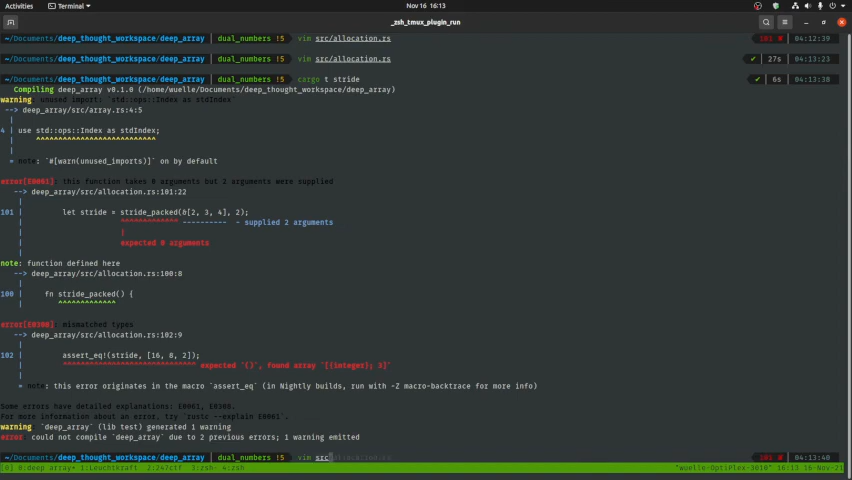 Activities Terminal Nov 16 16:13
_zsh_tmux_plugin_run
~/Documents/deep_thought_workspace/deep_array dual_numbers !5 vim src/allocation.rs 101 ✘ 04:12:39
~/Documents/deep_thought_workspace/deep_array dual_numbers !5 vim src/allocation.rs ✔ 27s 04:13:23
~/Documents/deep_thought_workspace/deep_array dual_numbers !5 cargo t stride ✔ 6s 04:13:38
Compiling deep_array v0.1.0 (/home/wuelle/Documents/deep_thought_workspace/deep_array)
warning: unused import: `std::ops::Index as stdIndex`
--> deep_array/src/array.rs:4:5
|
4 | use std::ops::Index as stdIndex;
| ^^^^^^^^^^^^^^^^^^^^^^^^^^^
|
= note: `#[warn(unused_imports)]` on by default
error[E0061]: this function takes 0 arguments but 2 arguments were supplied
--> deep_array/src/allocation.rs:101:22
|
101 | let stride = stride_packed(&[2, 3, 4], 2);
| ^^^^^^^^^^^^^ ---------- - supplied 2 arguments
| |
| expected 0 arguments
|
note: function defined here
--> deep_array/src/allocation.rs:100:8
|
100 | fn stride_packed() {
| ^^^^^^^^^^^^^
error[E0308]: mismatched types
--> deep_array/src/allocation.rs:102:9
|
102 | assert_eq!(stride, [16, 8, 2]);
| ^^^^^^^^^^^^^^^^^^^^^^^^^^^^^^ expected `()`, found array `[{integer}; 3]`
|
= note: this error originates in the macro `assert_eq` (in Nightly builds, run with -Z macro-backtrace for more info)
Some errors have detailed explanations: E0061, E0308.
For more information about an error, try `rustc --explain E0061`.
warning: `deep_array` (lib test) generated 1 warning
error: could not compile `deep_array` due to 2 previous errors; 1 warning emitted
~/Documents/deep_thought_workspace/deep_array dual_numbers !5 vim src/allocation.rs 101 ✘ 04:13:40
[0] 0:deep array* 1:Leuchtkraft 2:247ctf 3:zsh- 4:zsh "wuelle-OptiPlex-3010" 16:13 16-Nov-21